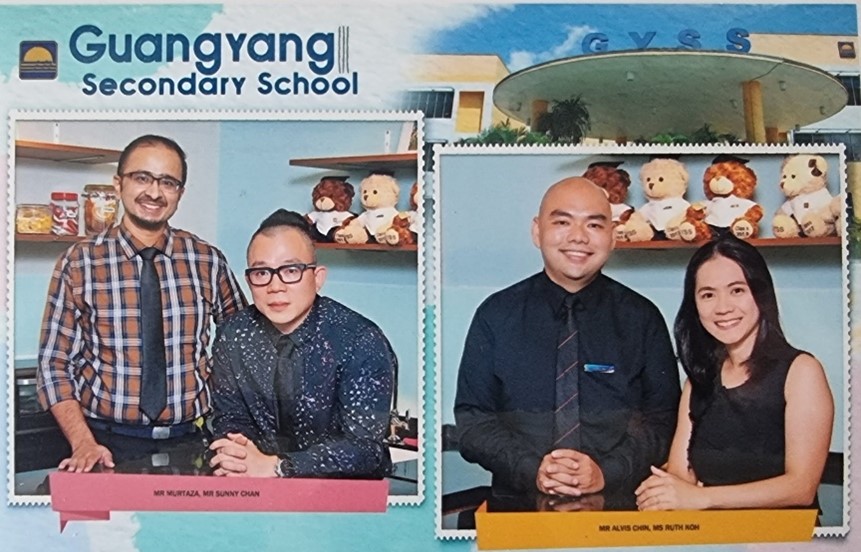 Guangyang
Secondary School
GYSS
MR MURTAZA, MR SUNNY CHAN
MR ALVIS CHIN, MS RUTH KOH